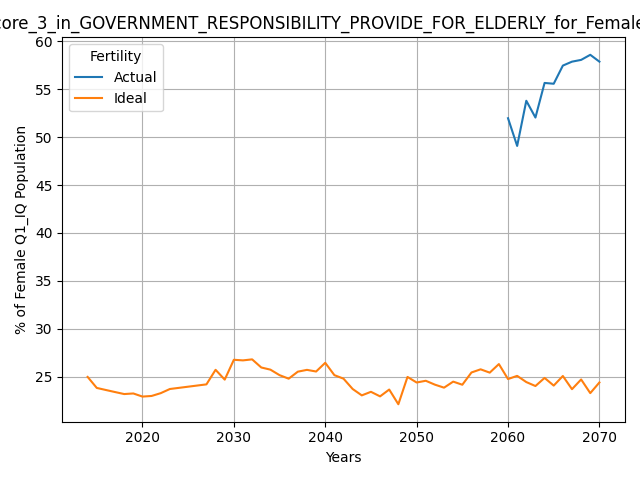 core_3_in_GOVERNMENT_RESPONSIBILITY_PROVIDE_FOR_ELDERLY_for_Female
Fertility
Actual
Ideal
% of Female Q1_IQ Population
60
55
50
45
40
35
30
25
2020 2030 2040 2050 2060 2070
Years